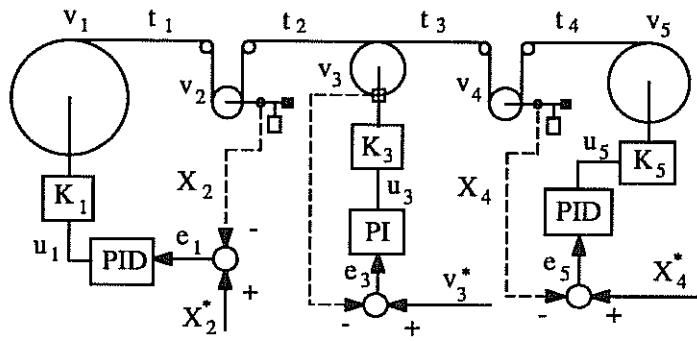 v1 t1 t2 t3 t4 v5
v2 v3 v4
K1 X2 K3 X4 u5 K5
u1 PID e1 - u3 PI PID
+ e3 e5
X2* - + v3* - + X4*